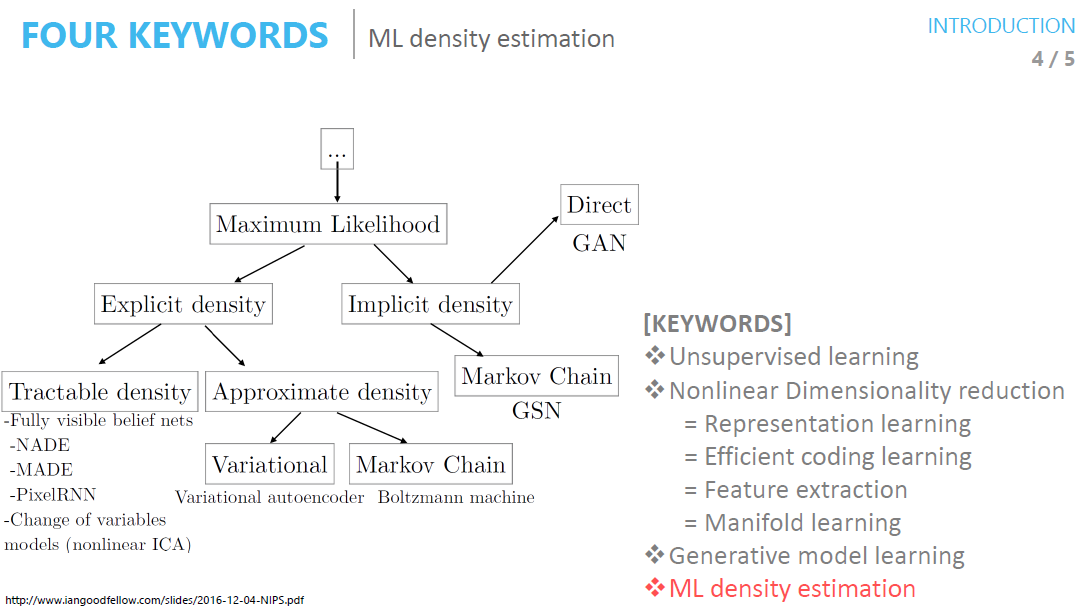 FOUR KEYWORDS
ML density estimation
INTRODUCTION
4 / 5
...
Maximum Likelihood
Direct
GAN
Explicit density
Implicit density
Tractable density
-Fully visible belief nets
-NADE
-MADE
-PixelRNN
-Change of variables
models (nonlinear ICA)
Approximate density
Markov Chain
GSN
Variational
Variational autoencoder
Markov Chain
Boltzmann machine
[KEYWORDS]
❖Unsupervised learning
❖Nonlinear Dimensionality reduction
= Representation learning
= Efficient coding learning
= Feature extraction
= Manifold learning
❖Generative model learning
❖ML density estimation
http://www.iangoodfellow.com/slides/2016-12-04-NIPS.pdf